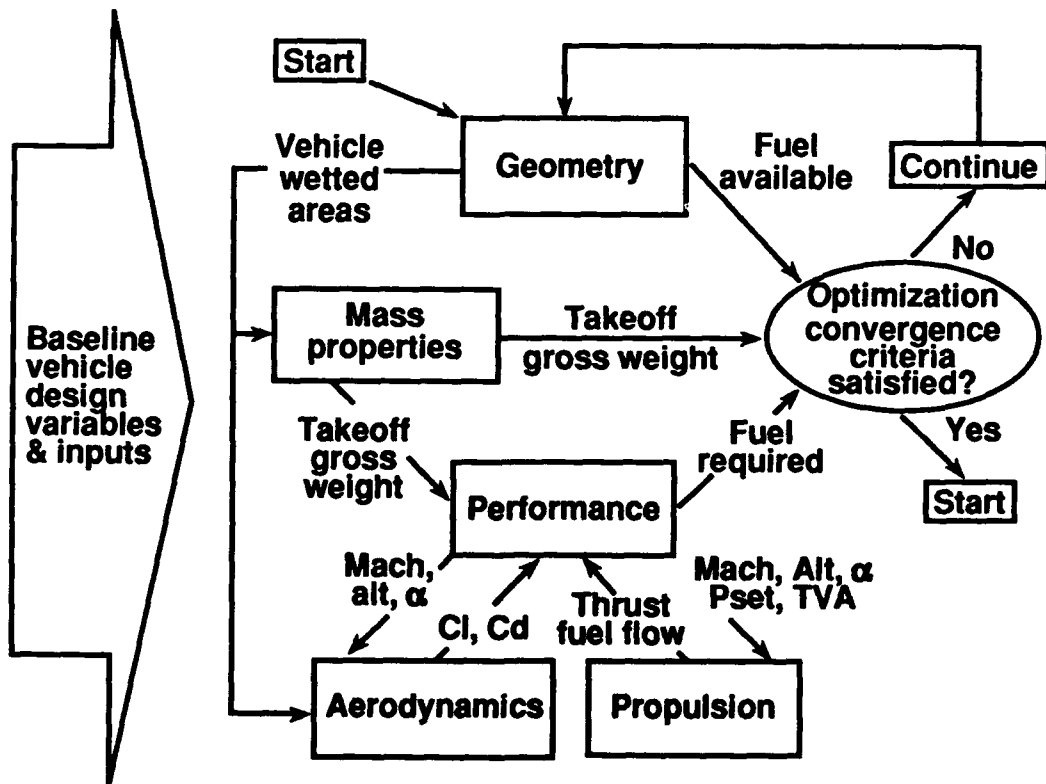 Start
Vehicle
wetted
areas
Geometry
Fuel
available
Continue
No
Baseline
vehicle
design
variables
& inputs
Mass
properties
Takeoff
gross weight
Optimization
convergence
criteria
satisfied?
Takeoff
gross
weight
Fuel
required
Yes
Start
Performance
Mach,
alt, α
Cl, Cd
Thrust
fuel flow
Mach, Alt, α
Pset, TVA
Aerodynamics
Propulsion